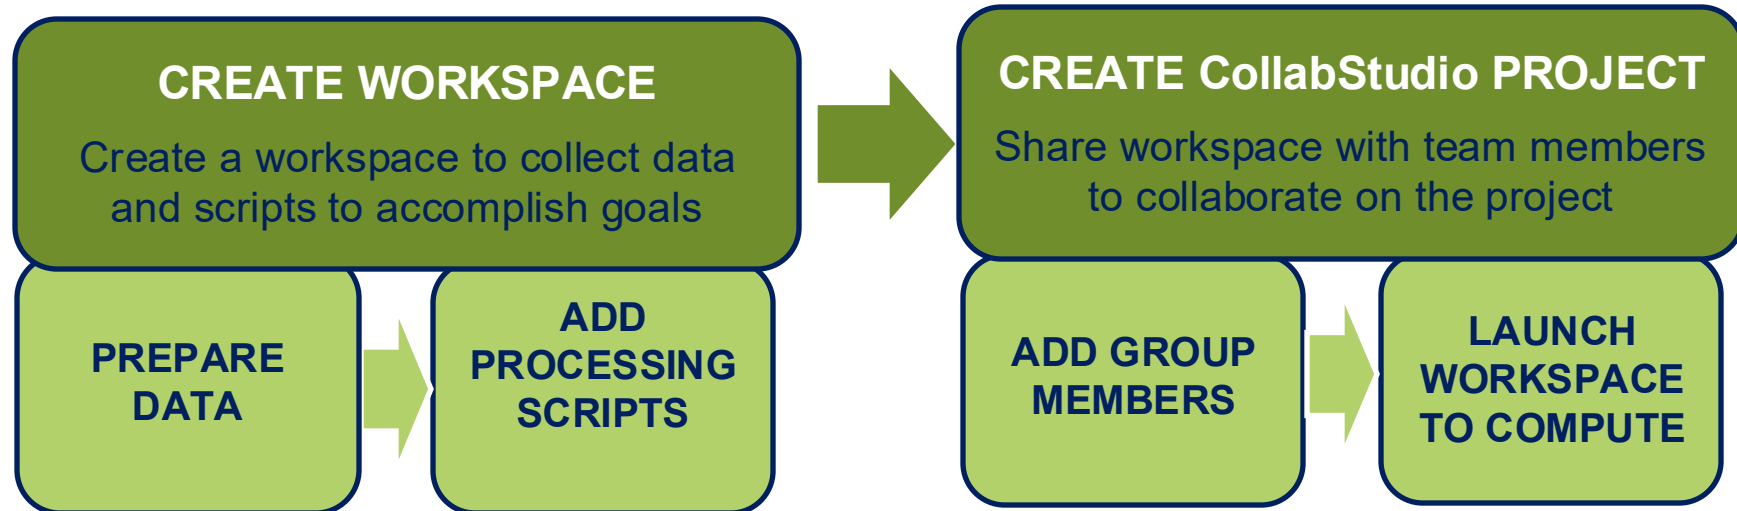 CREATE WORKSPACE
Create a workspace to collect data
and scripts to accomplish goals
PREPARE
DATA
ADD
PROCESSING
SCRIPTS
CREATE CollabStudio PROJECT
Share workspace with team members
to collaborate on the project
ADD GROUP
MEMBERS
LAUNCH
WORKSPACE
TO COMPUTE